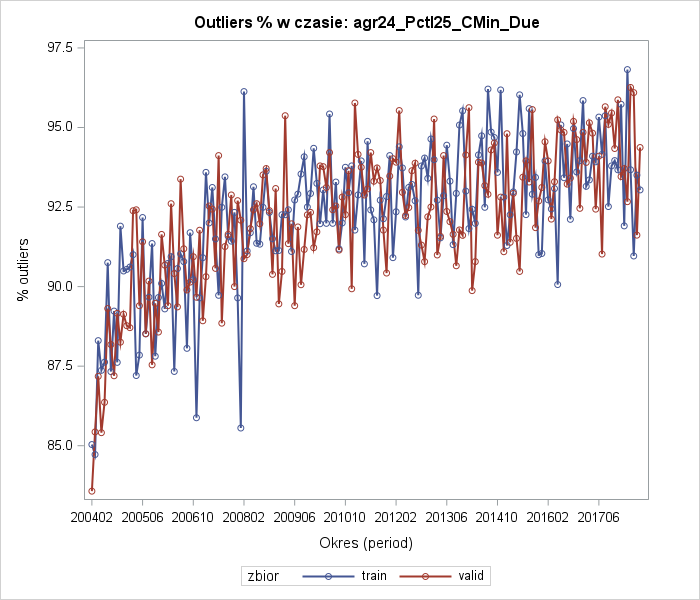 Outliers % w czasie: agr24_Pctl25_CMin_Due
97.5
95.0
92.5
90.0
87.5
85.0
% outliers
200402 200506 200610 200802 200906 201010 201202 201306 201410 201602 201706
Okres (period)
zbior train valid